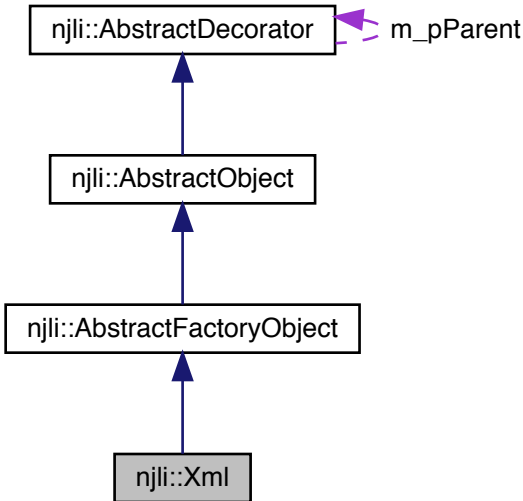 njli::AbstractDecorator
m_pParent
njli::AbstractObject
njli::AbstractFactoryObject
njli::Xml